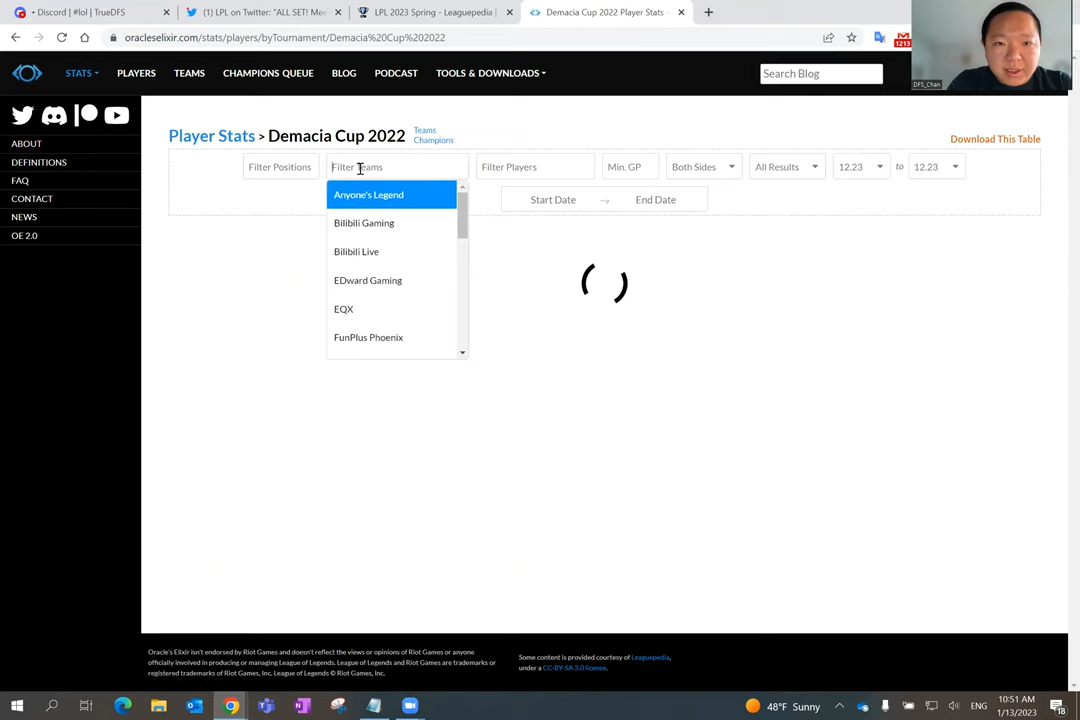 • Discord | #lol | TrueDFS
(1) LPL on Twitter: "ALL SET! Mee
LPL 2023 Spring - Leaguepedia |
Demacia Cup 2022 Player Stats -
oracleselixir.com/stats/players/byTournament/Demacia%20Cup%202022
1213
STATS
PLAYERS
TEAMS
CHAMPIONS QUEUE
BLOG
PODCAST
TOOLS & DOWNLOADS
Search Blog
DFS_Chan
ABOUT
DEFINITIONS
FAQ
CONTACT
NEWS
OE 2.0
Player Stats > Demacia Cup 2022
Teams
Champions
Download This Table
Filter Positions
Filter Teams
Filter Players
Min. GP
Both Sides
All Results
12.23
to
12.23
Start Date → End Date
Anyone's Legend
Bilibili Gaming
Bilibili Live
EDward Gaming
EQX
FunPlus Phoenix
Oracle's Elixir isn't endorsed by Riot Games and doesn't reflect the views or opinions of Riot Games or anyone
officially involved in producing or managing League of Legends. League of Legends and Riot Games are trademarks or
registered trademarks of Riot Games, Inc. League of Legends © Riot Games, Inc.
Some content is provided courtesy of Leaguepedia,
under a CC-BY-SA 3.0 license.
48°F Sunny
ENG
10:51 AM
1/13/2023
18